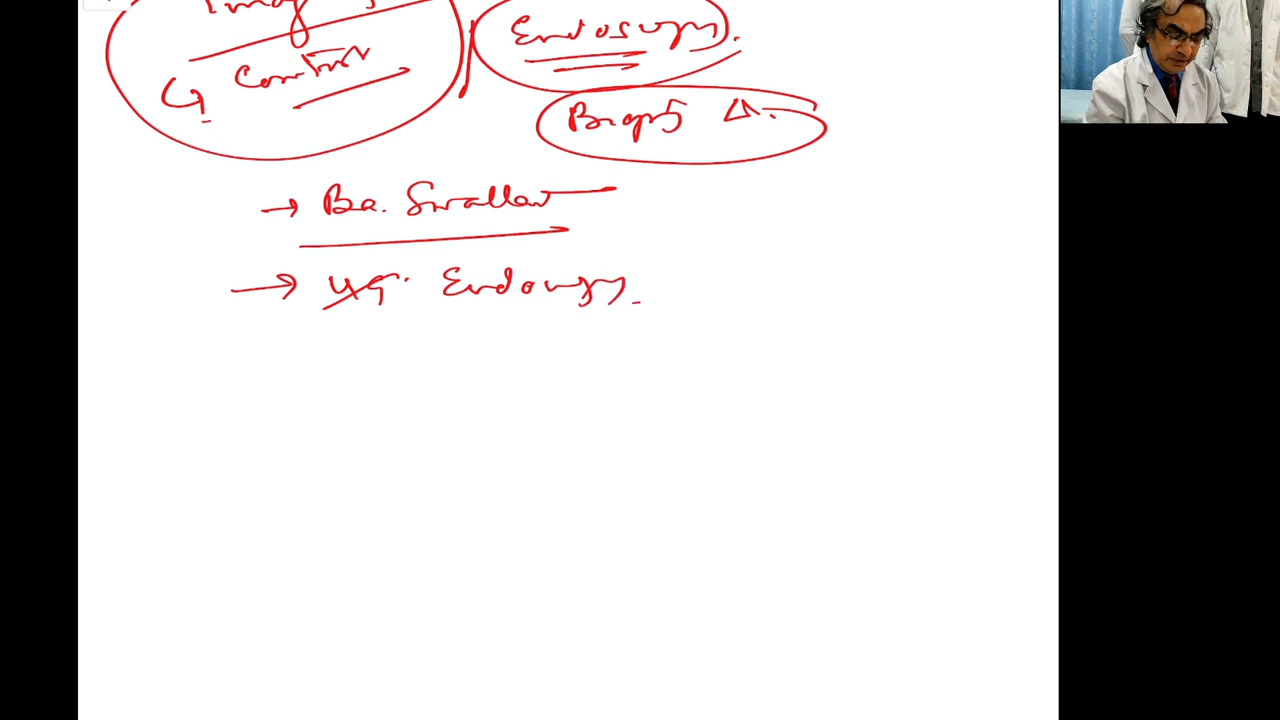 Endoscopy.
Contrast
Biopsy Δ.
→ Ba. Swallow
→ UG. Endoscopy.